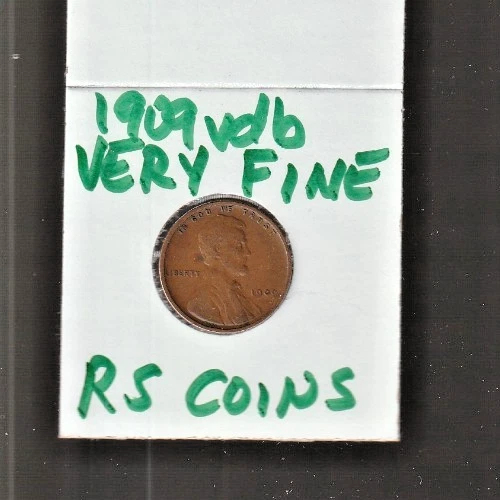 1909 vdb
VERY FINE
IN GOD WE TRUST
LIBERTY
1909
RS COINS